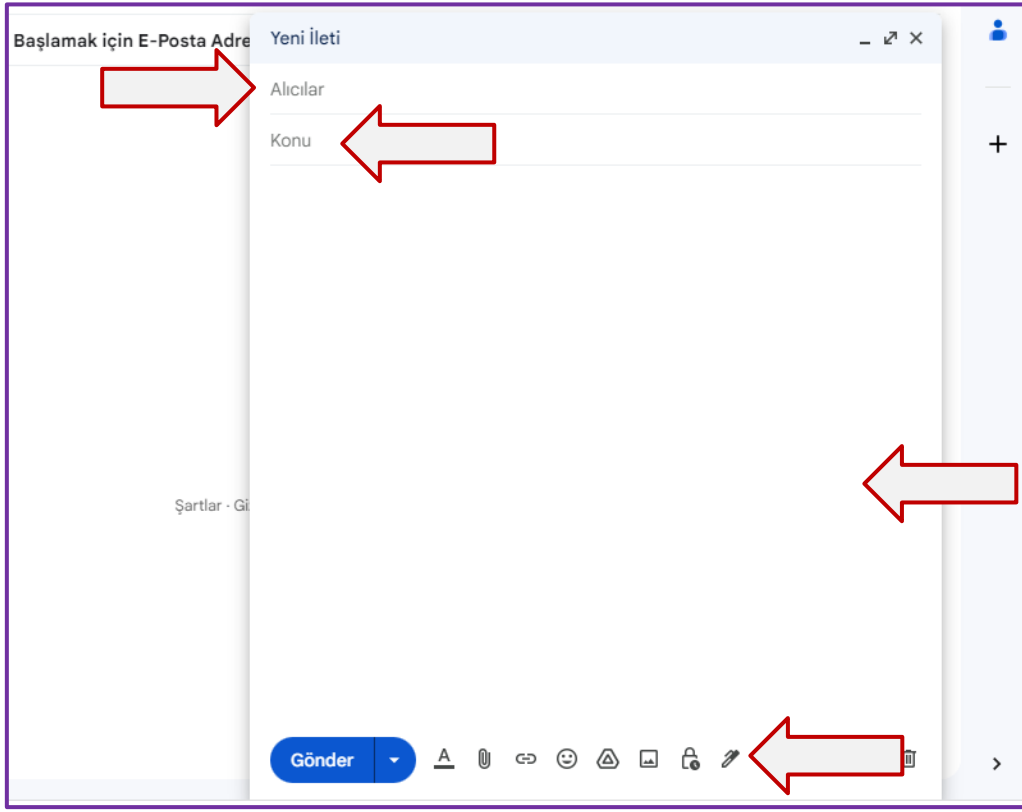 Başlamak için E-Posta Adre
Yeni İleti
Alıcılar
Konu
Şartlar · Gi
Gönder